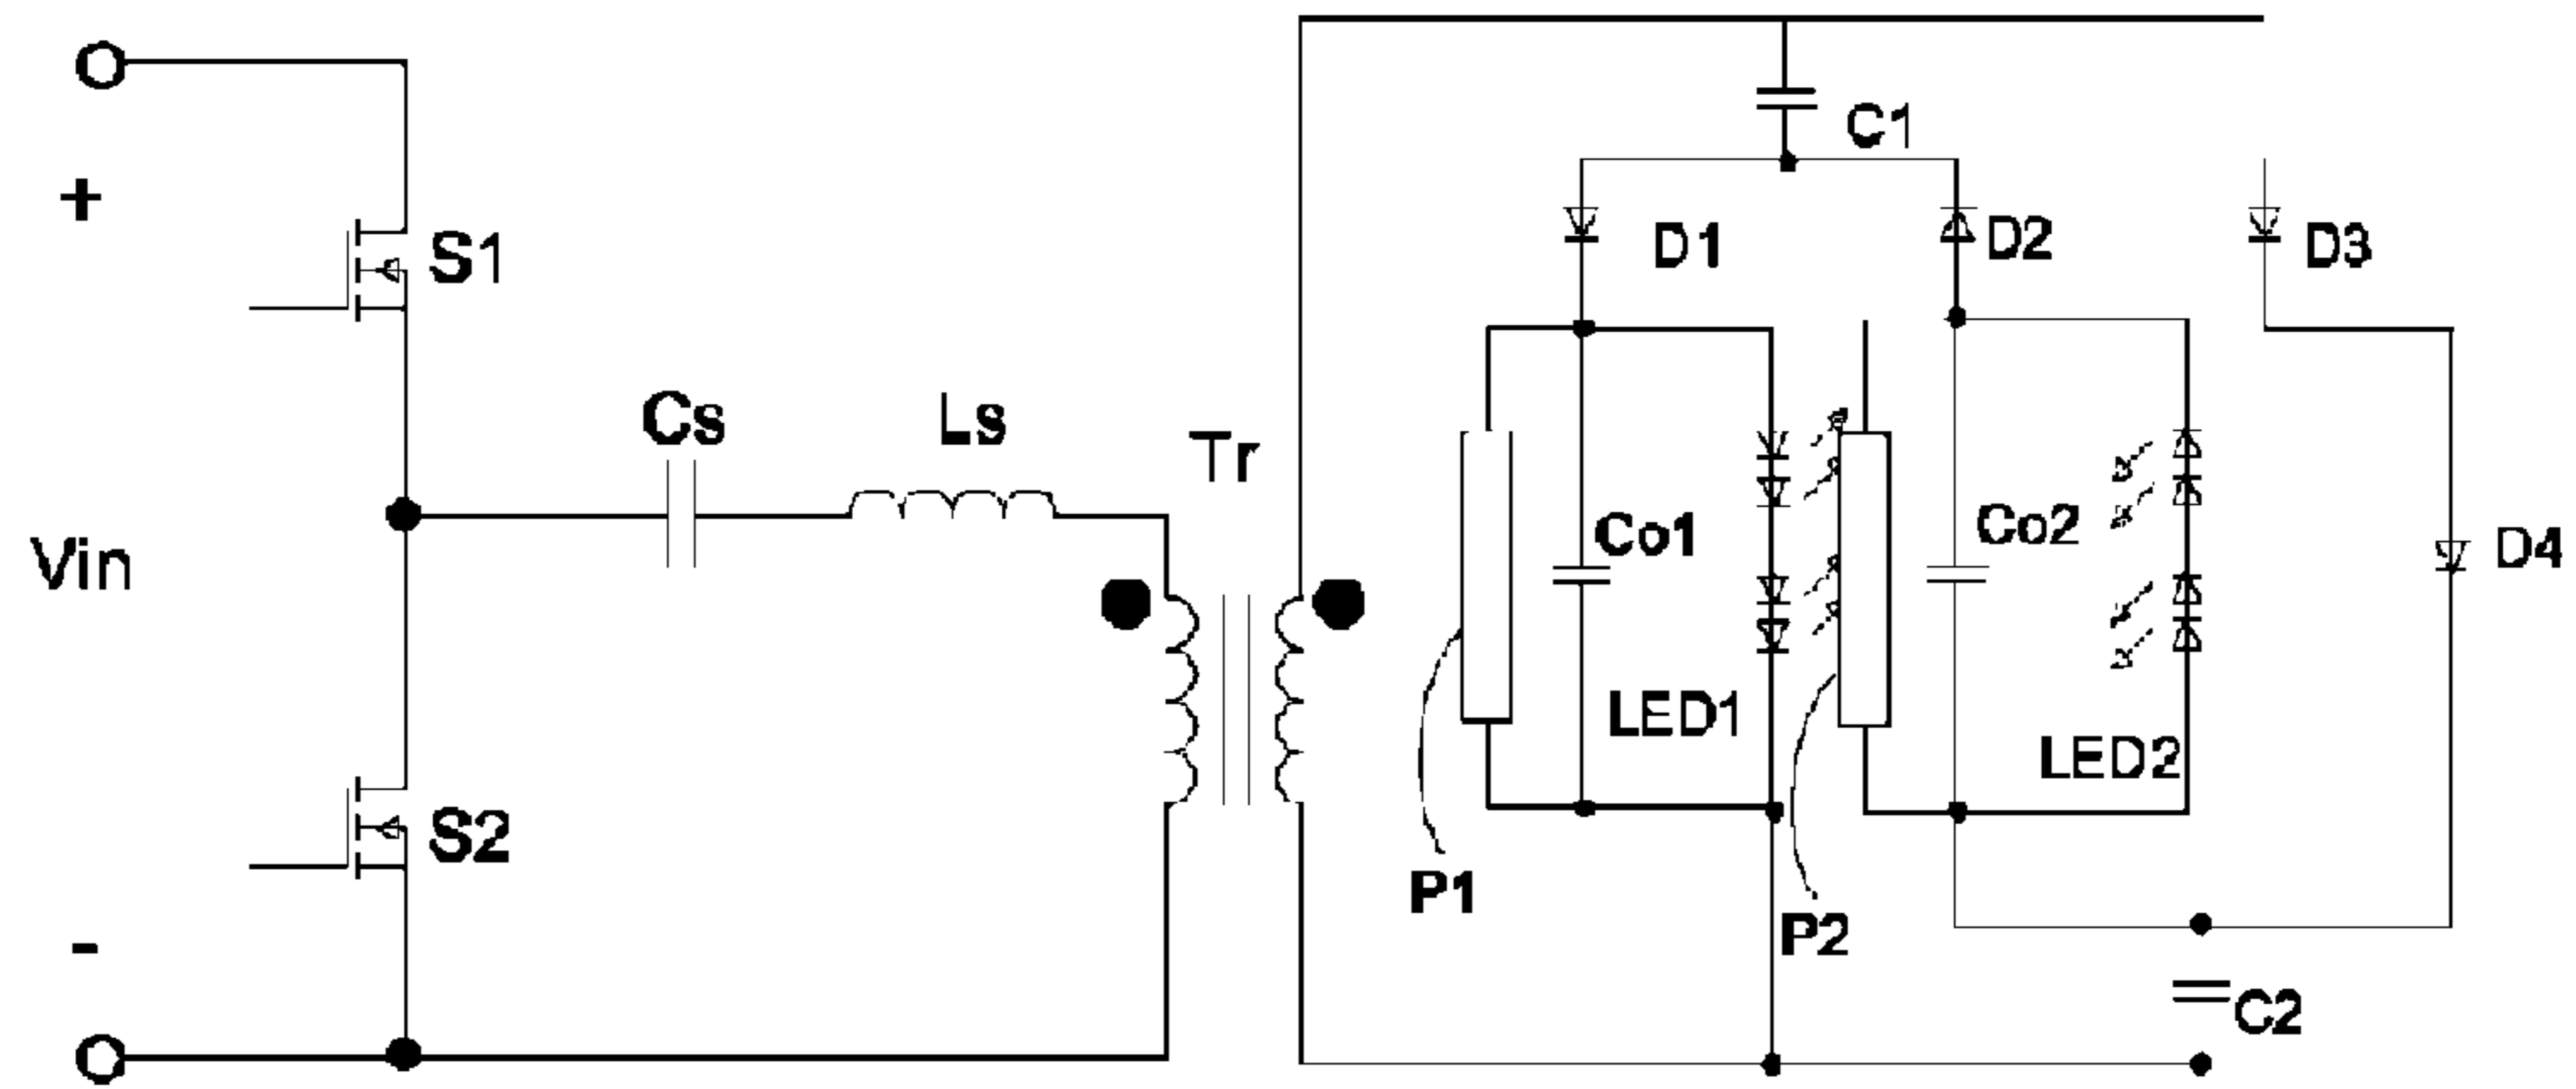 +
S1
Vin
Cs
Ls
Tr
S2
-
C1
D1
D2
D3
Co1
Co2
D4
LED1
LED2
P1
P2
C2